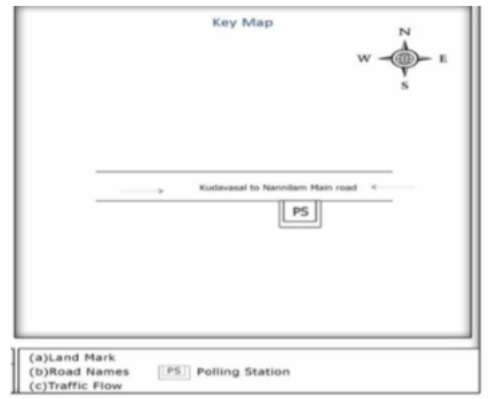 Key Map
N
W E
S
Kudavasal to Nannilam Main road
PS
(a)Land Mark
(b)Road Names PS Polling Station
(c)Traffic Flow